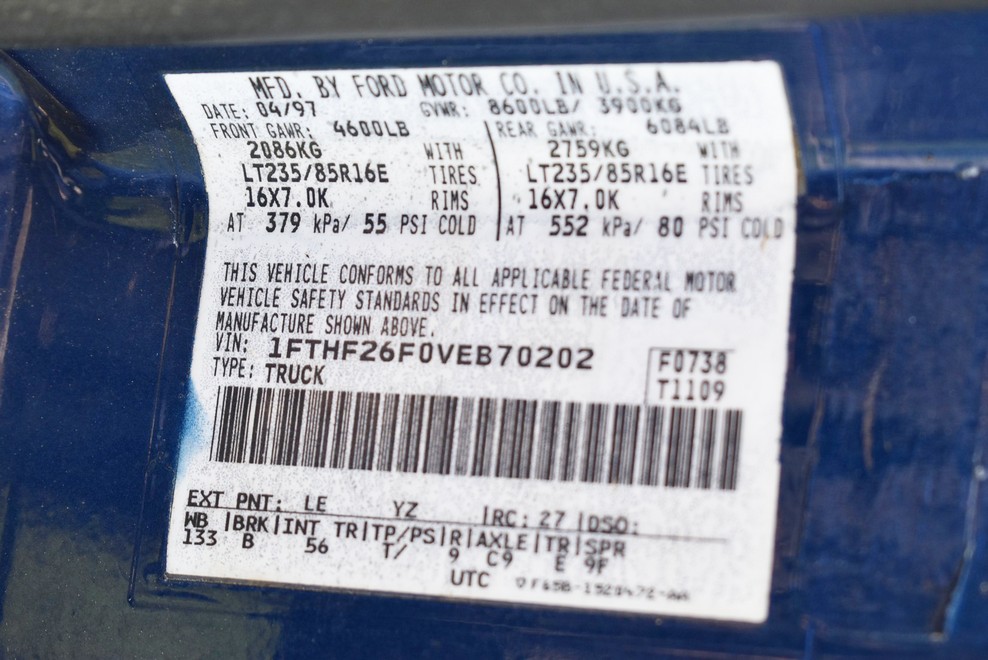 MFD. BY FORD MOTOR CO. IN U.S.A.
DATE: 04/97 GVWR: 8600LB/ 3900KG
FRONT GAWR: 4600LB REAR GAWR: 6084LB
2086KG WITH 2759KG WITH
LT235/85R16E TIRES LT235/85R16E TIRES
16X7.0K RIMS 16X7.0K RIMS
AT 379 kPa/ 55 PSI COLD AT 552 kPa/ 80 PSI COLD
THIS VEHICLE CONFORMS TO ALL APPLICABLE FEDERAL MOTOR
VEHICLE SAFETY STANDARDS IN EFFECT ON THE DATE OF
MANUFACTURE SHOWN ABOVE.
VIN: 1FTHF26F0VEB70202 F0738
TYPE: TRUCK T1109
EXT PNT: LE YZ RC: 27 DSO:
WB BRK INT TR TP/PS R AXLE TR SPR
133 B 56 T/ 9 C9 E 9F
UTC